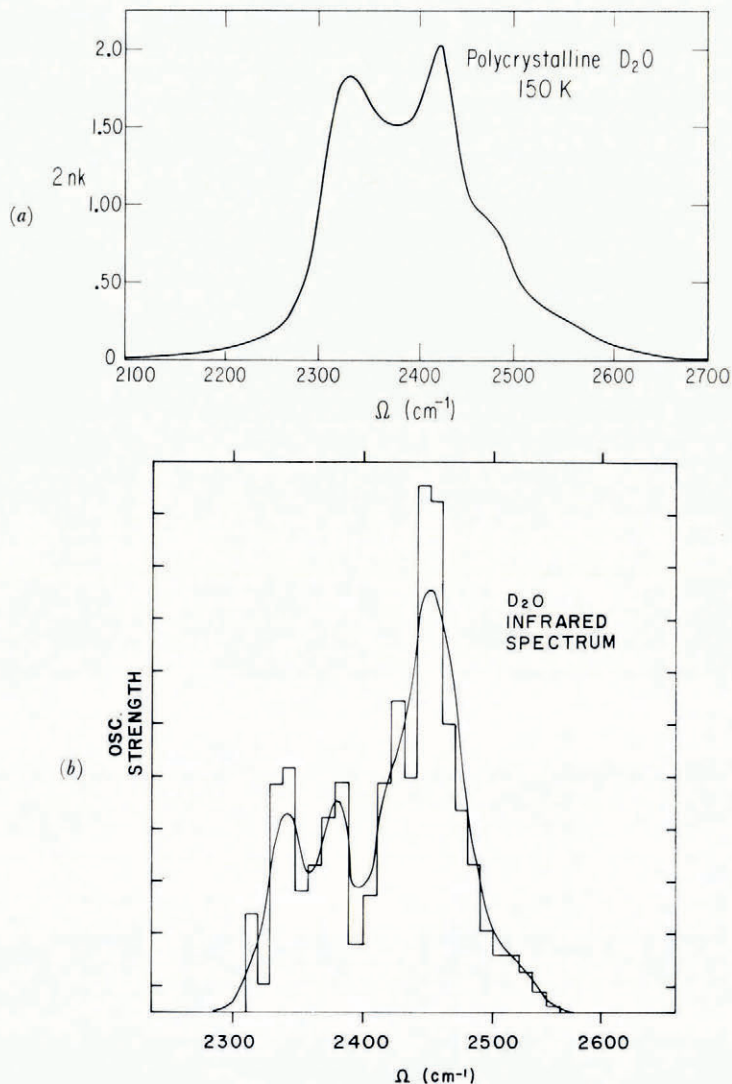 (a)
2nk
2.0
1.50
1.00
.50
0
Polycrystalline D₂O
150 K
2100 2200 2300 2400 2500 2600 2700
Ω (cm⁻¹)
(b)
OSC.
STRENGTH
D₂O
INFRARED
SPECTRUM
2300 2400 2500 2600
Ω (cm⁻¹)